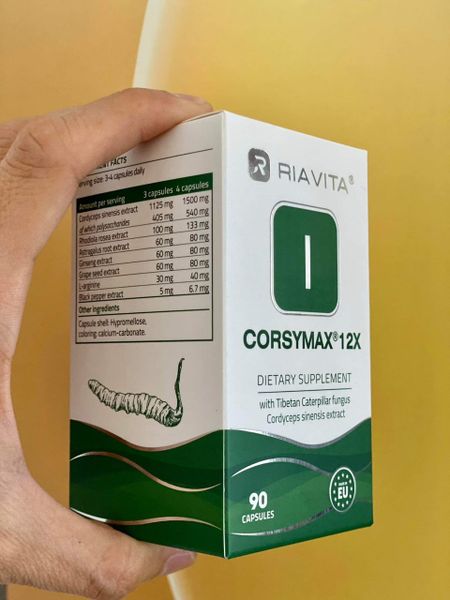 FACTS
serving size: 3-4 capsules daily
Amount per serving 3 capsules 4 capsules
Cordyceps sinensis extract 1125 mg 1500 mg
of which polysaccharides 405 mg 540 mg
Rhodiola rosea extract 100 mg 133 mg
Astragalus root extract 60 mg 80 mg
Ginseng extract 60 mg 80 mg
Grape seed extract 60 mg 80 mg
L-arginine 30 mg 40 mg
Black pepper extract 5 mg 6.7 mg
Other ingredients
Capsule shell: Hypromellose,
coloring: calcium-carbonate.
RIAVITA®
I
CORSYMAX® 12X
DIETARY SUPPLEMENT
with Tibetan Caterpillar fungus
Cordyceps sinensis extract
90
CAPSULES
EU